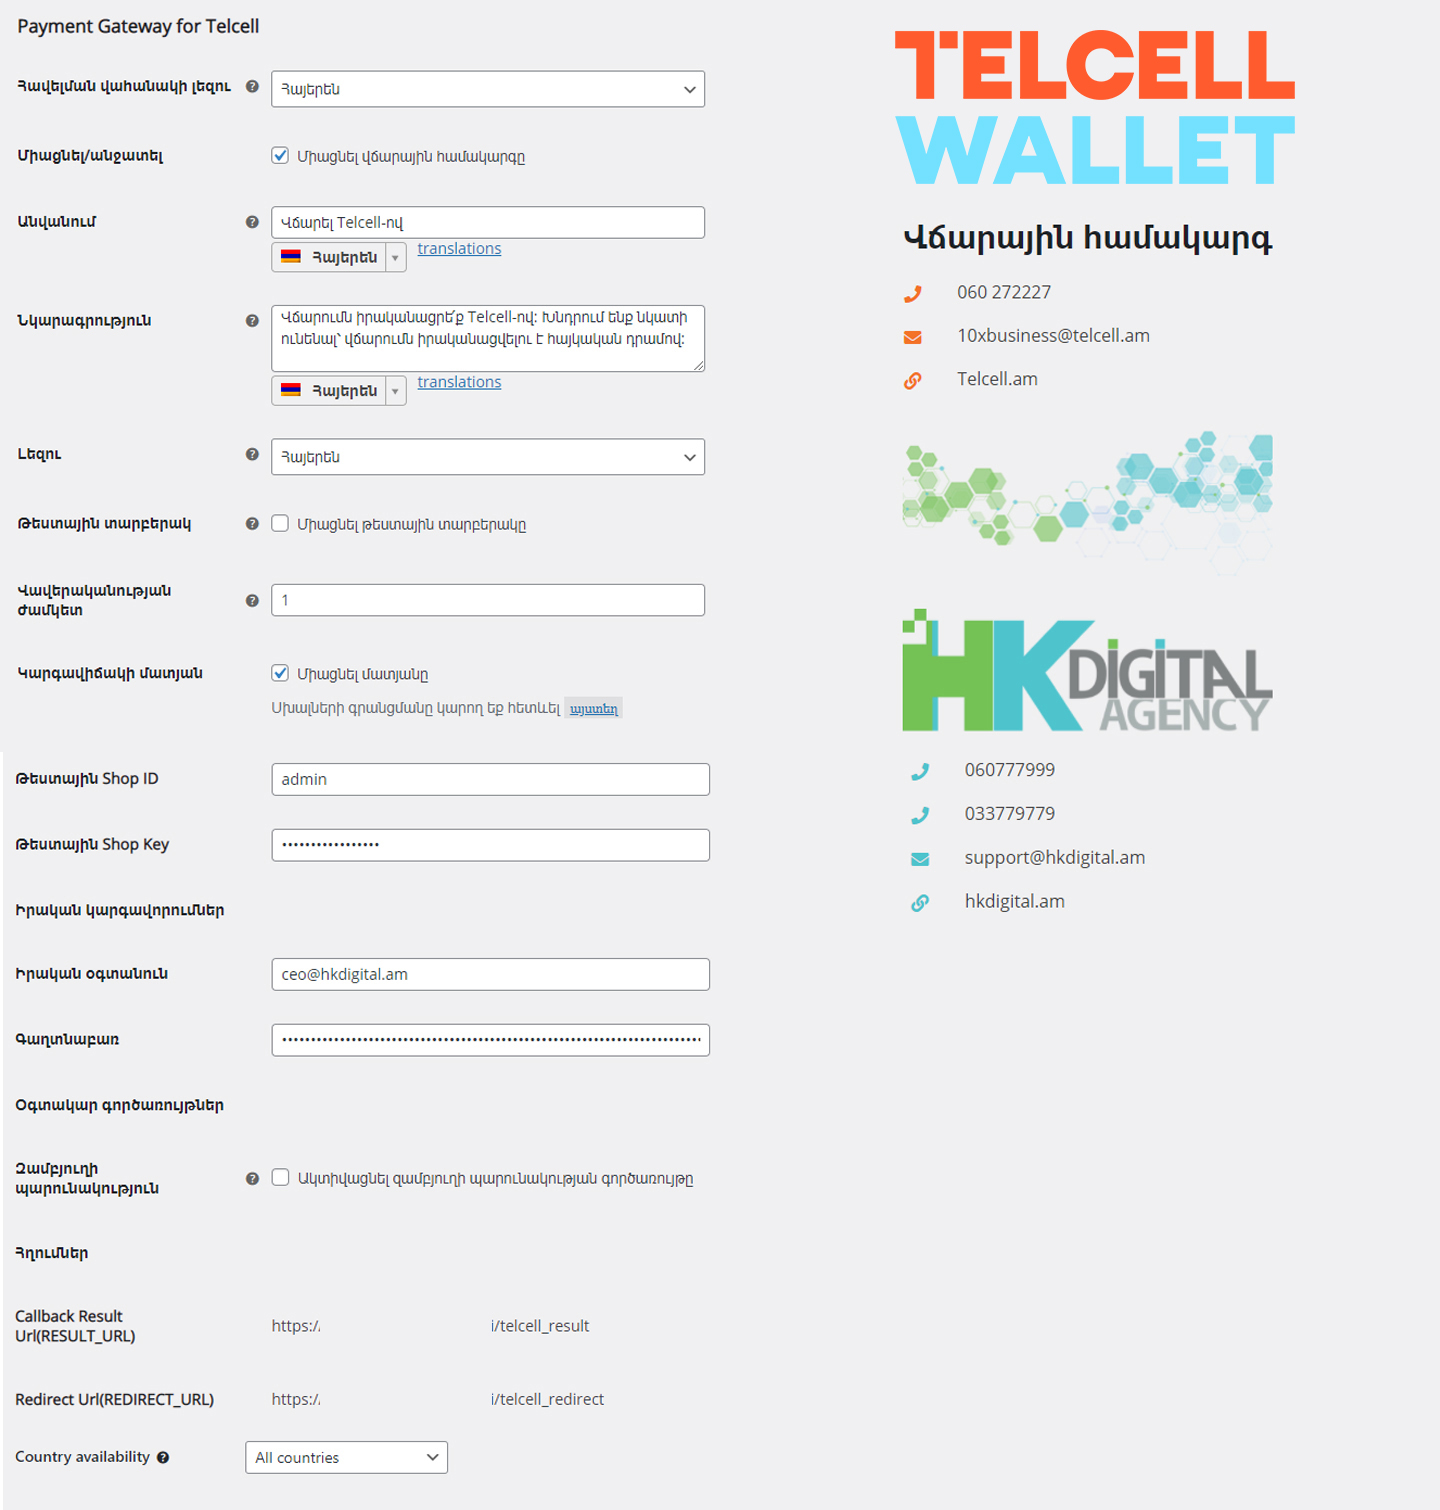 Payment Gateway for Telcell
Հավելման վահանակի լեզու
Հայերեն
Միացնել/անջատել
Միացնել վճարային համակարգը
Անվանում
Վճարել Telcell-ով
Հայերեն
translations
Նկարագրություն
Վճարումն իրականացրե՛ք Telcell-ով: Խնդրում ենք նկատի
ունենալ՝ վճարումն իրականացվելու է հայկական դրամով:
Հայերեն
translations
Լեզու
Հայերեն
Թեստային տարբերակ
Միացնել թեստային տարբերակը
Վավերականության
ժամկետ
1
Կարգավիճակի մատյան
Միացնել մատյանը
Սխալների գրանցմանը կարող եք հետևել այստեղ
Թեստային Shop ID
admin
Թեստային Shop Key
Իրական կարգավորումներ
Իրական օգտանուն
ceo@hkdigital.am
Գաղտնաբառ
Օգտակար գործառույթներ
Զամբյուղի
պարունակություն
Ակտիվացնել զամբյուղի պարունակության գործառույթը
Հղումներ
Callback Result
Url(RESULT_URL)
https:/
i/telcell_result
Redirect Url(REDIRECT_URL)
https:/
i/telcell_redirect
Country availability
All countries
TELCELL
WALLET
Վճարային համակարգ
060 272227
10xbusiness@telcell.am
Telcell.am
HK DIGITAL
AGENCY
060777999
033779779
support@hkdigital.am
hkdigital.am